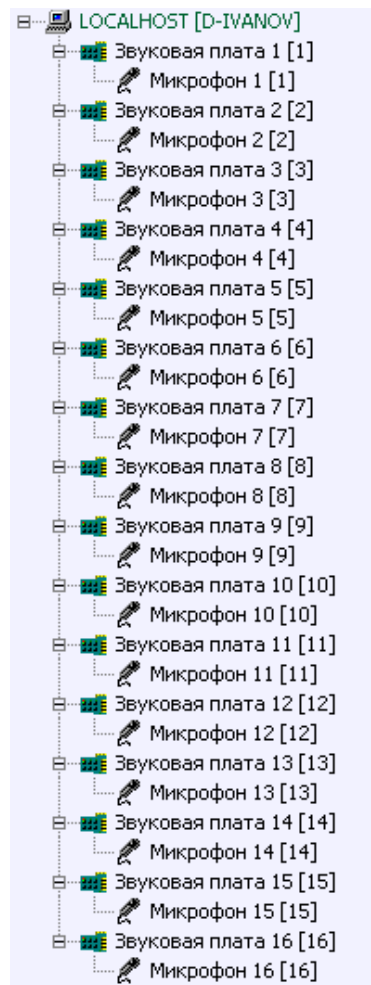 LOCALHOST [D-IVANOV]
Звуковая плата 1 [1]
Микрофон 1 [1]
Звуковая плата 2 [2]
Микрофон 2 [2]
Звуковая плата 3 [3]
Микрофон 3 [3]
Звуковая плата 4 [4]
Микрофон 4 [4]
Звуковая плата 5 [5]
Микрофон 5 [5]
Звуковая плата 6 [6]
Микрофон 6 [6]
Звуковая плата 7 [7]
Микрофон 7 [7]
Звуковая плата 8 [8]
Микрофон 8 [8]
Звуковая плата 9 [9]
Микрофон 9 [9]
Звуковая плата 10 [10]
Микрофон 10 [10]
Звуковая плата 11 [11]
Микрофон 11 [11]
Звуковая плата 12 [12]
Микрофон 12 [12]
Звуковая плата 13 [13]
Микрофон 13 [13]
Звуковая плата 14 [14]
Микрофон 14 [14]
Звуковая плата 15 [15]
Микрофон 15 [15]
Звуковая плата 16 [16]
Микрофон 16 [16]